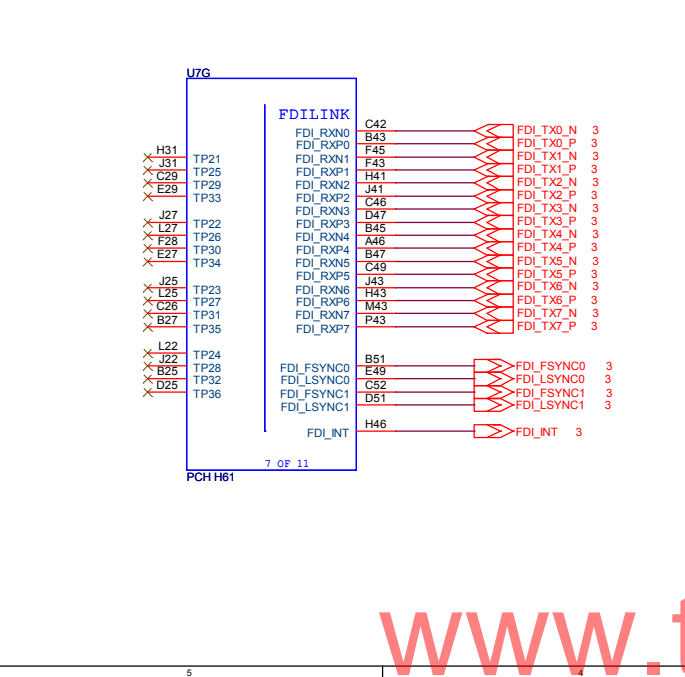 U7G
FDILINK
C42 FDI_RXN0 FDI_TX0_N 3
B43 FDI_RXP0 FDI_TX0_P 3
H31 TP21 F45 FDI_RXN1 FDI_TX1_N 3
J31 TP25 F43 FDI_RXP1 FDI_TX1_P 3
C29 TP29 H41 FDI_RXN2 FDI_TX2_N 3
E29 TP33 J41 FDI_RXP2 FDI_TX2_P 3
C46 FDI_RXN3 FDI_TX3_N 3
J27 TP22 D47 FDI_RXP3 FDI_TX3_P 3
L27 TP26 B45 FDI_RXN4 FDI_TX4_N 3
F28 TP30 A46 FDI_RXP4 FDI_TX4_P 3
E27 TP34 B47 FDI_RXN5 FDI_TX5_N 3
C49 FDI_RXP5 FDI_TX5_P 3
J25 TP23 J43 FDI_RXN6 FDI_TX6_N 3
L25 TP27 H43 FDI_RXP6 FDI_TX6_P 3
C26 TP31 M43 FDI_RXN7 FDI_TX7_N 3
B27 TP35 P43 FDI_RXP7 FDI_TX7_P 3
L22 TP24
J22 TP28 B51 FDI_FSYNC0 FDI_FSYNC0 3
B25 TP32 E49 FDI_LSYNC0 FDI_LSYNC0 3
D25 TP36 C52 FDI_FSYNC1 FDI_FSYNC1 3
D51 FDI_LSYNC1 FDI_LSYNC1 3
H46 FDI_INT FDI_INT 3
7 OF 11
PCH H61
www.t
5 4